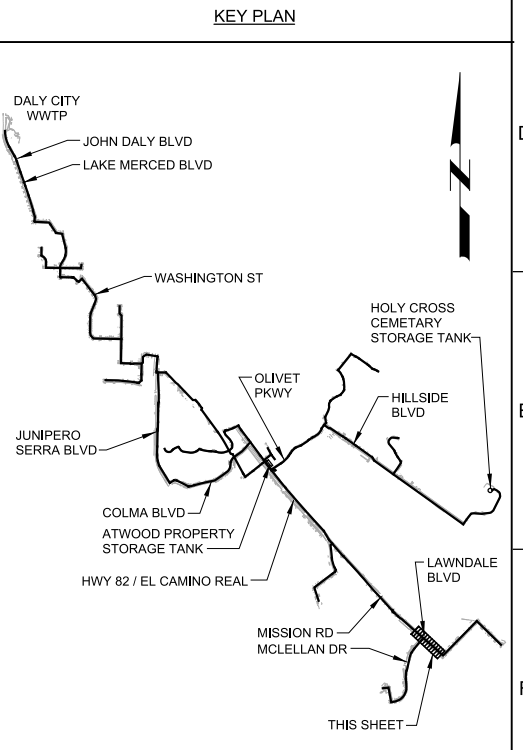 KEY PLAN
DALY CITY
WWTP
JOHN DALY BLVD
LAKE MERCED BLVD
N
D
WASHINGTON ST
HOLY CROSS
CEMETARY
STORAGE TANK
OLIVET
PKWY
HILLSIDE
BLVD
E
JUNIPERO
SERRA BLVD
COLMA BLVD
ATWOOD PROPERTY
STORAGE TANK
HWY 82 / EL CAMINO REAL
LAWNDALE
BLVD
MISSION RD
MCLELLAN DR
F
THIS SHEET